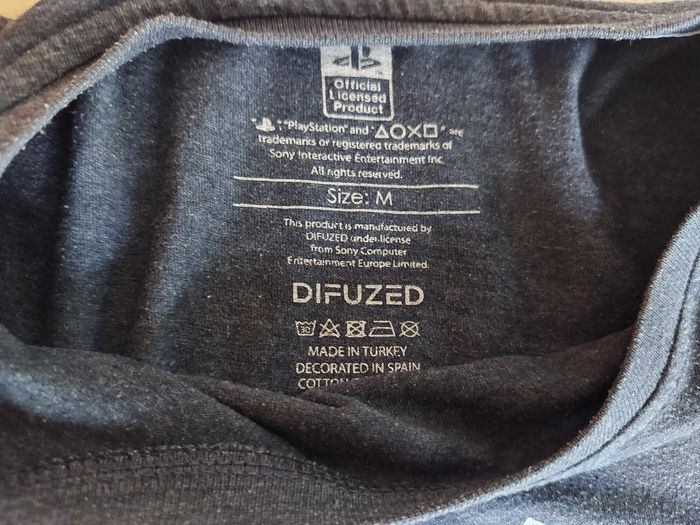 Official
Licensed
Product
"PlayStation" and "△○×□" are
trademarks or registered trademarks of
Sony Interactive Entertainment Inc.
All rights reserved.
Size: M
This product is manufactured by
DIFUZED under license
from Sony Computer
Entertainment Europe Limited.
DIFUZED
30
MADE IN TURKEY
DECORATED IN SPAIN
COTTON